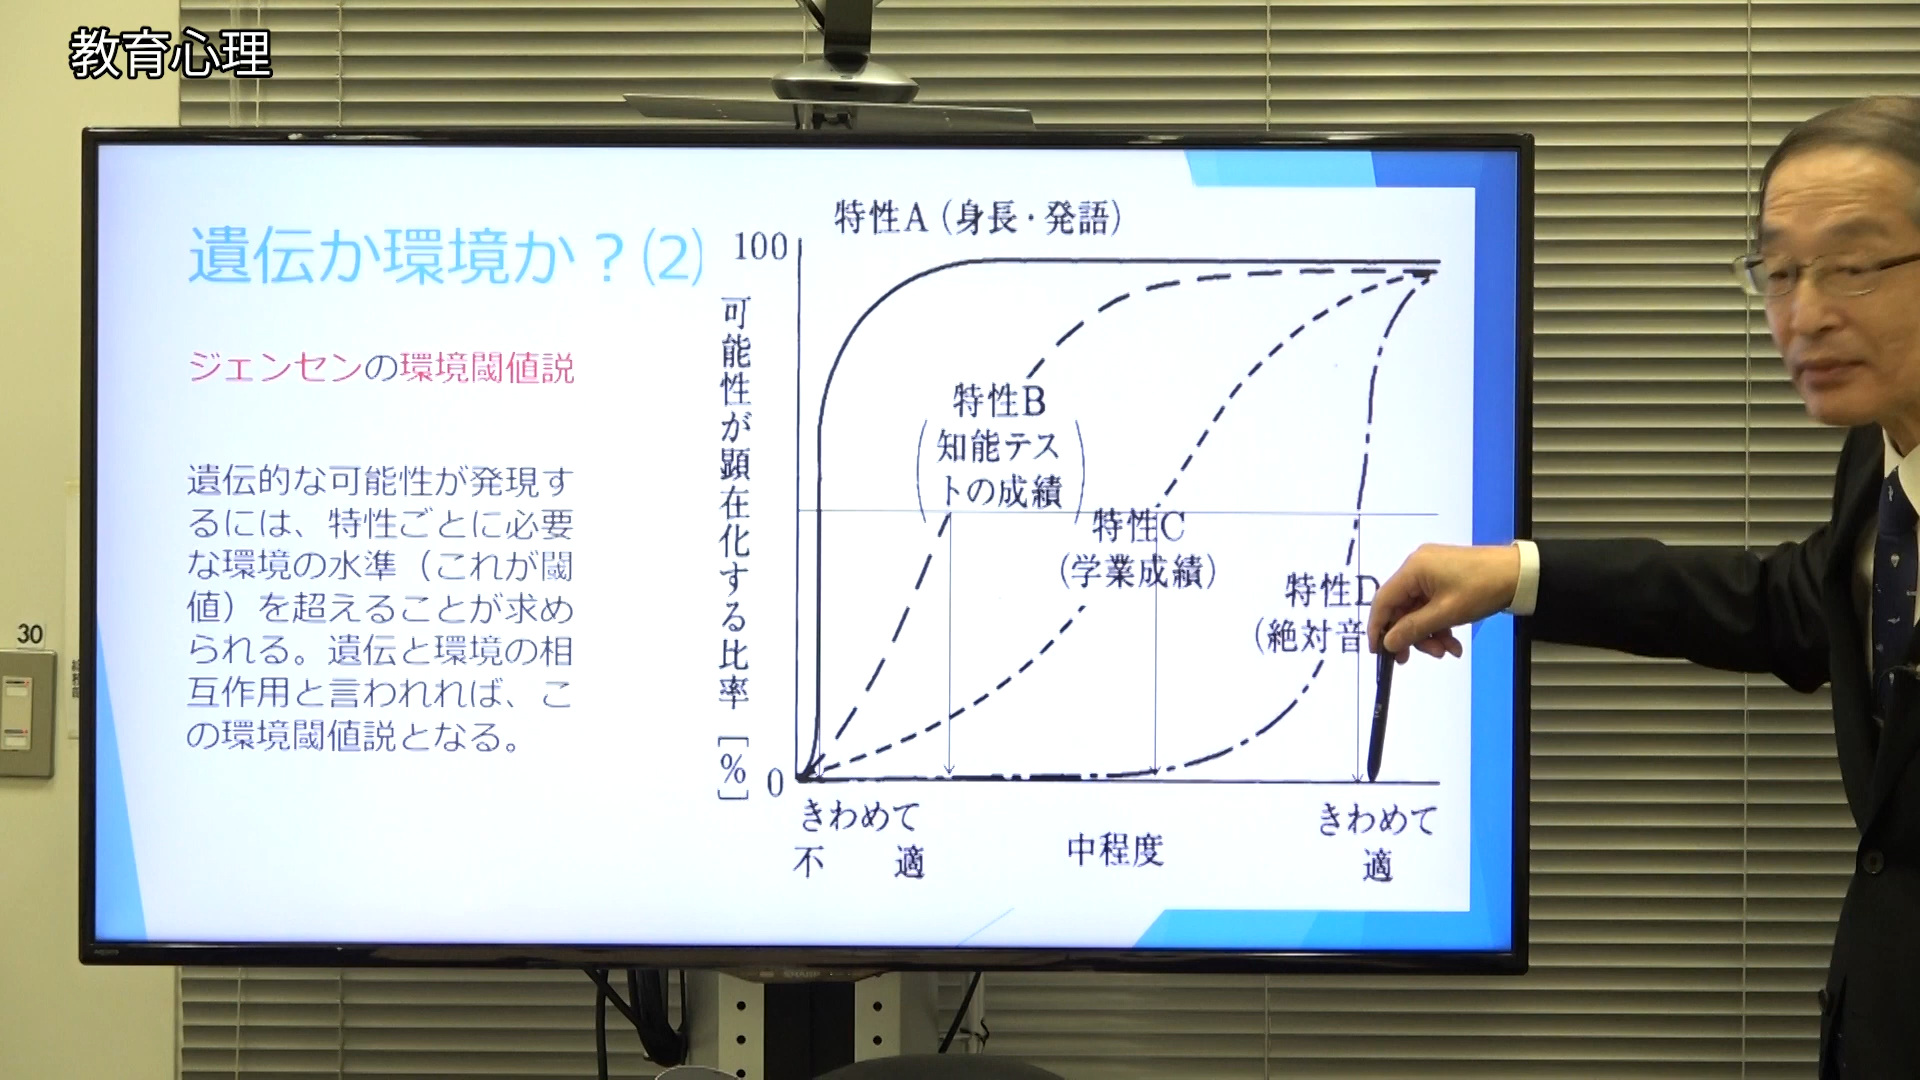 教育心理
遺伝か環境か？(2)
ジェンセンの環境閾値説
遺伝的な可能性が発現す
るには、特性ごとに必要
な環境の水準（これが閾
値）を超えることが求め
られる。遺伝と環境の相
互作用と言われれば、こ
の環境閾値説となる。
特性A（身長・発語）
100
可能性が顕在化する比率［%］
0
特性B
（知能テス
トの成績）
特性C
（学業成績）
特性D
（絶対音
きわめて
不適
中程度
きわめて
適
30